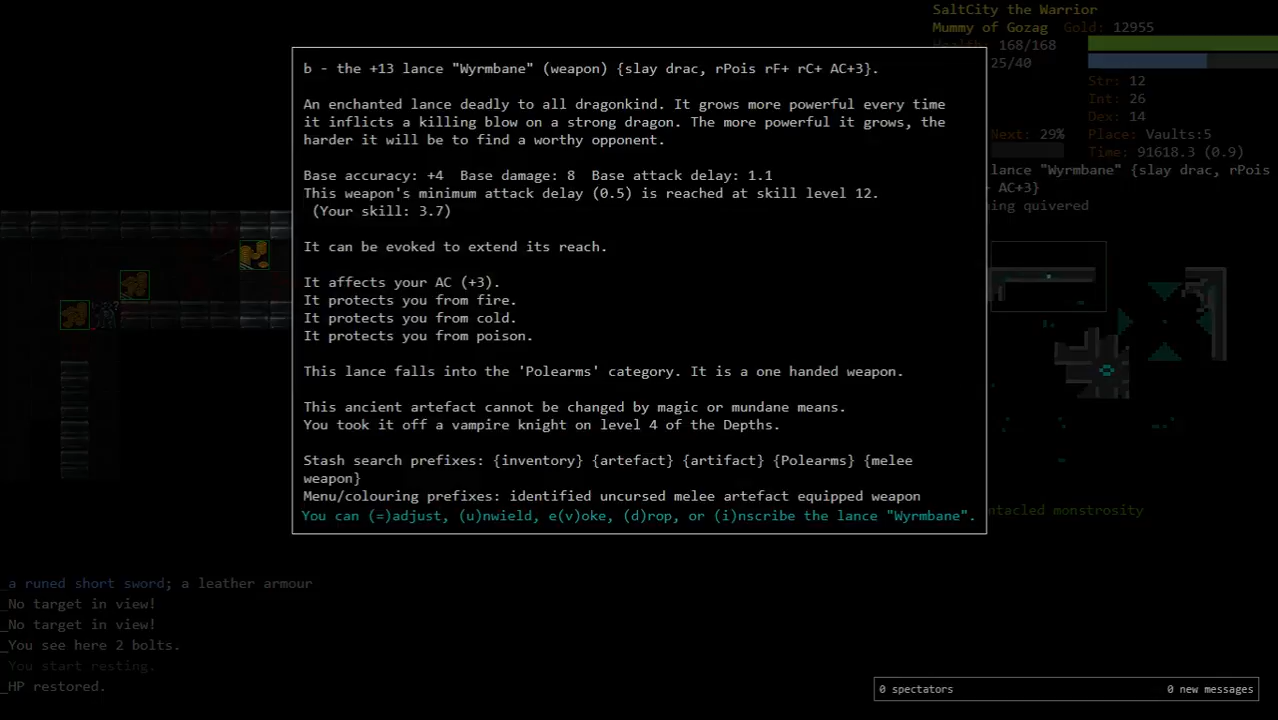 SaltCity the Warrior
Mummy of Gozag Gold: 12955
Health: 168/168
25/40
Str: 12
Int: 26
Dex: 14
Next: 29% Place: Vaults:5
Time: 91618.3 (0.9)
lance "Wyrmbane" {slay drac, rPois
AC+3}
quivered
b - the +13 lance "Wyrmbane" (weapon) {slay drac, rPois rF+ rC+ AC+3}.
An enchanted lance deadly to all dragonkind. It grows more powerful every time
it inflicts a killing blow on a strong dragon. The more powerful it grows, the
harder it will be to find a worthy opponent.
Base accuracy: +4 Base damage: 8 Base attack delay: 1.1
This weapon's minimum attack delay (0.5) is reached at skill level 12.
(Your skill: 3.7)
It can be evoked to extend its reach.
It affects your AC (+3).
It protects you from fire.
It protects you from cold.
It protects you from poison.
This lance falls into the 'Polearms' category. It is a one handed weapon.
This ancient artefact cannot be changed by magic or mundane means.
You took it off a vampire knight on level 4 of the Depths.
Stash search prefixes: {inventory} {artefact} {artifact} {Polearms} {melee
weapon}
Menu/colouring prefixes: identified uncursed melee artefact equipped weapon
You can (=)adjust, (u)nwield, e(v)oke, (d)rop, or (i)nscribe the lance "Wyrmbane".
ntacled monstrosity
_a runed short sword; a leather armour
_No target in view!
_No target in view!
_You see here 2 bolts.
You start resting.
_HP restored.
0 spectators 0 new messages